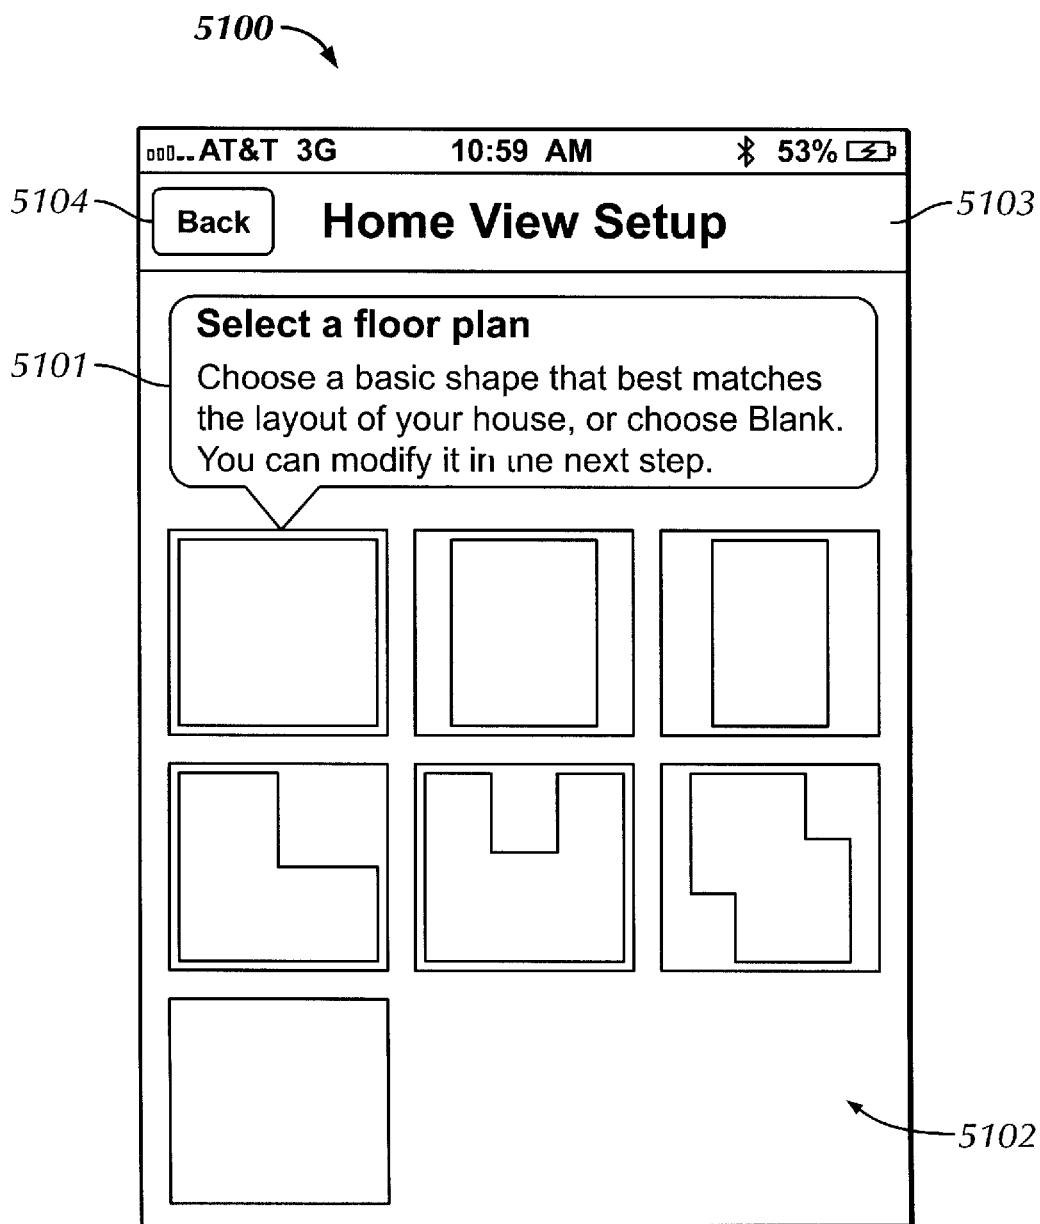 5100
AT&T 3G 10:59 AM 53%
5104 Back Home View Setup 5103
Select a floor plan
5101 Choose a basic shape that best matches
the layout of your house, or choose Blank.
You can modify it in the next step.
5102